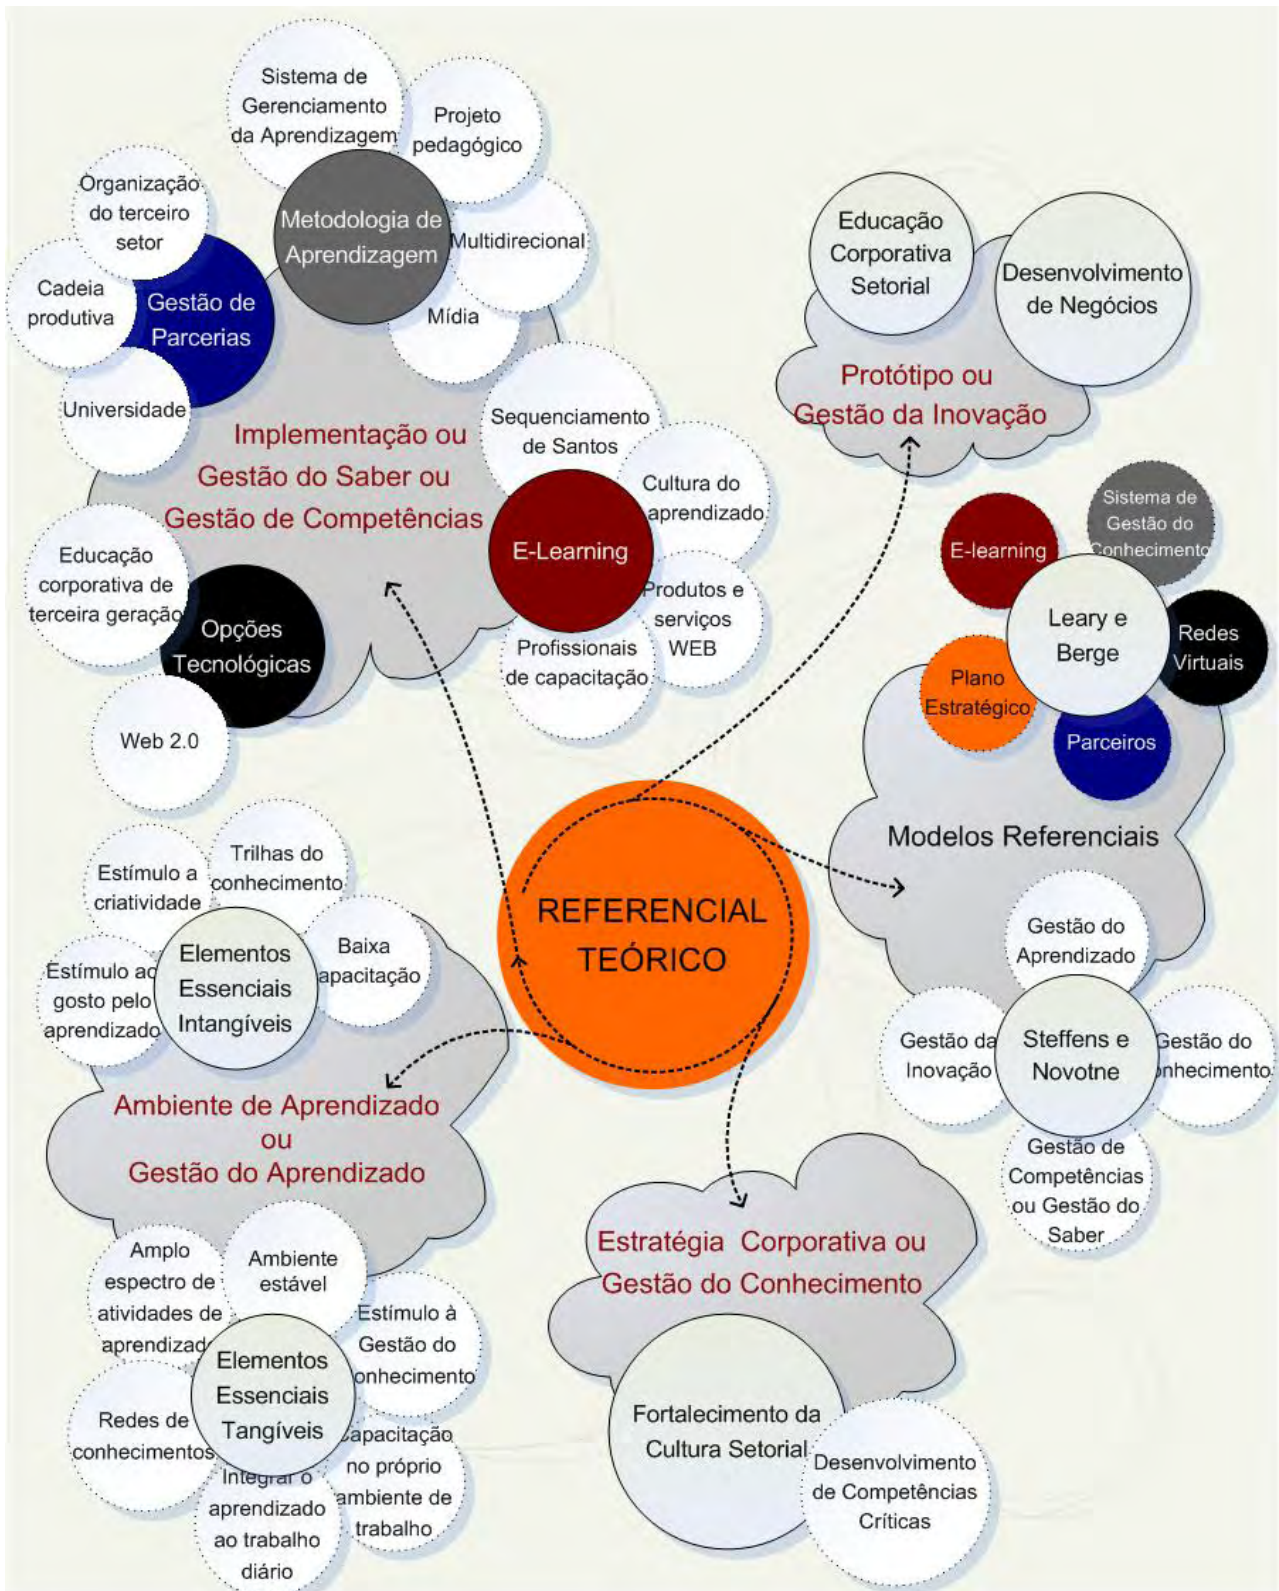 Sistema de
Gerenciamento
da Aprendizagem
Projeto
pedagógico
Metodologia de
Aprendizagem
Multidirecional
Mídia
Organização
do terceiro
setor
Cadeia
produtiva
Gestão de
Parcerias
Universidade
Implementação ou
Gestão do Saber ou
Gestão de Competências
Sequenciamento
de Santos
Cultura do
aprendizado
E-Learning
Produtos e
serviços
WEB
Profissionais
de capacitação
Educação
corporativa de
terceira geração
Opções
Tecnológicas
Web 2.0
Educação
Corporativa
Setorial
Desenvolvimento
de Negócios
Protótipo ou
Gestão da Inovação
E-learning
Sistema de
Gestão do
Conhecimento
Leary e
Berge
Redes
Virtuais
Plano
Estratégico
Parceiros
Modelos Referenciais
Gestão do
Aprendizado
Gestão da
Inovação
Steffens e
Novotne
Gestão do
onhecimento
Gestão de
Competências
ou Gestão do
Saber
REFERENCIAL
TEÓRICO
Estímulo a
criatividade
Trilhas do
conhecimento
Baixa
apacitação
Elementos
Essenciais
Intangíveis
Estímulo ao
gosto pelo
aprendizado
Ambiente de Aprendizado
ou
Gestão do Aprendizado
Amplo
espectro de
atividades de
aprendizad
Ambiente
estável
Estímulo à
Gestão do
onhecimento
Elementos
Essenciais
Tangíveis
Redes de
conhecimentos
Integrar o
aprendizado
ao trabalho
diário
Capacitação
no próprio
ambiente de
trabalho
Estratégia Corporativa ou
Gestão do Conhecimento
Fortalecimento da
Cultura Setorial
Desenvolvimento
de Competências
Críticas